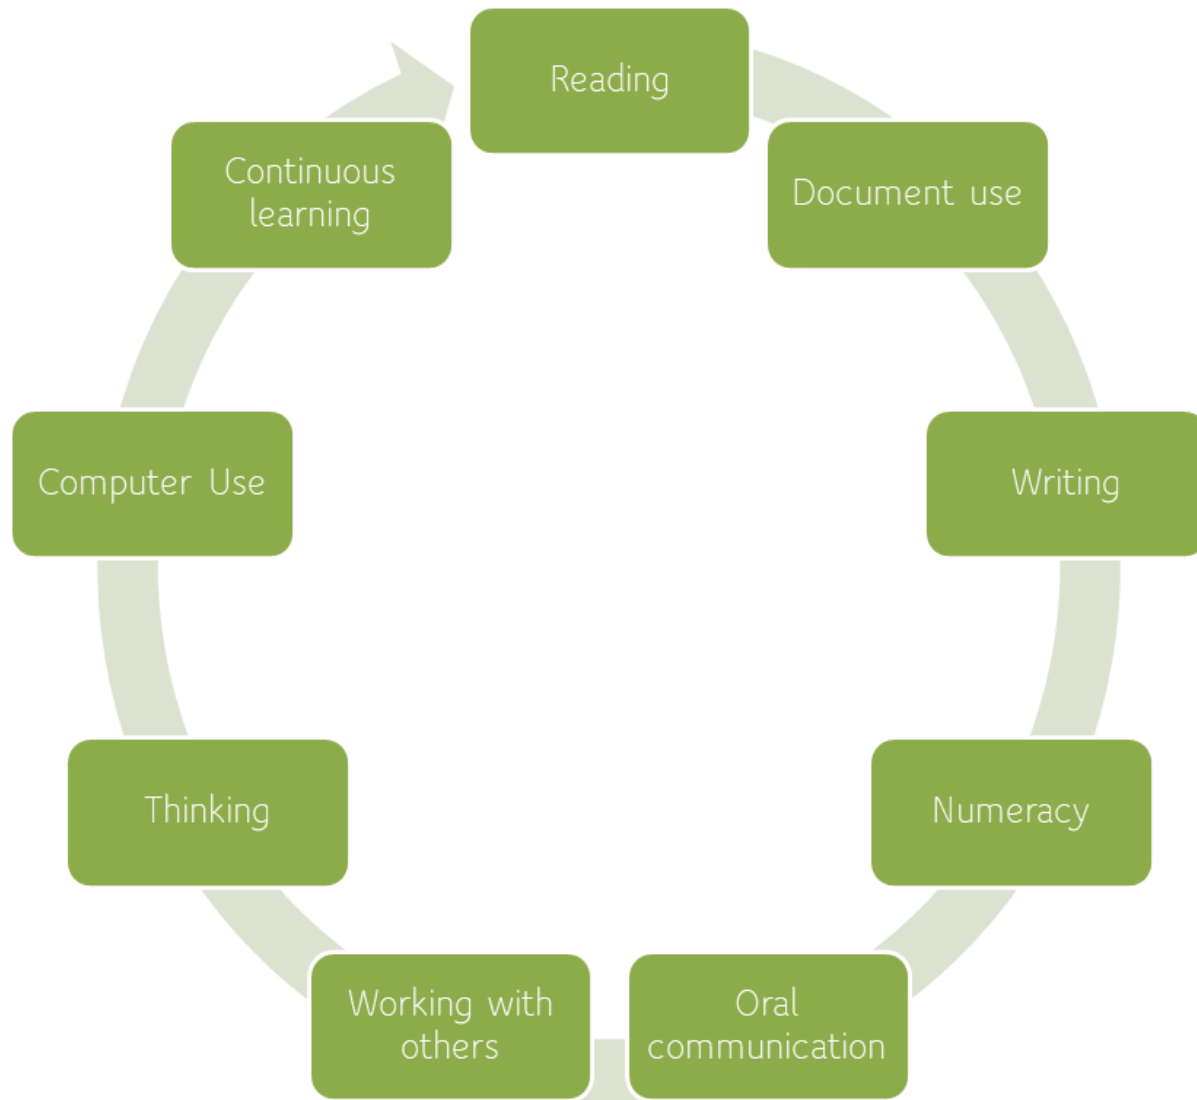 Reading
Document use
Writing
Numeracy
Oral
communication
Working with
others
Thinking
Computer Use
Continuous
learning